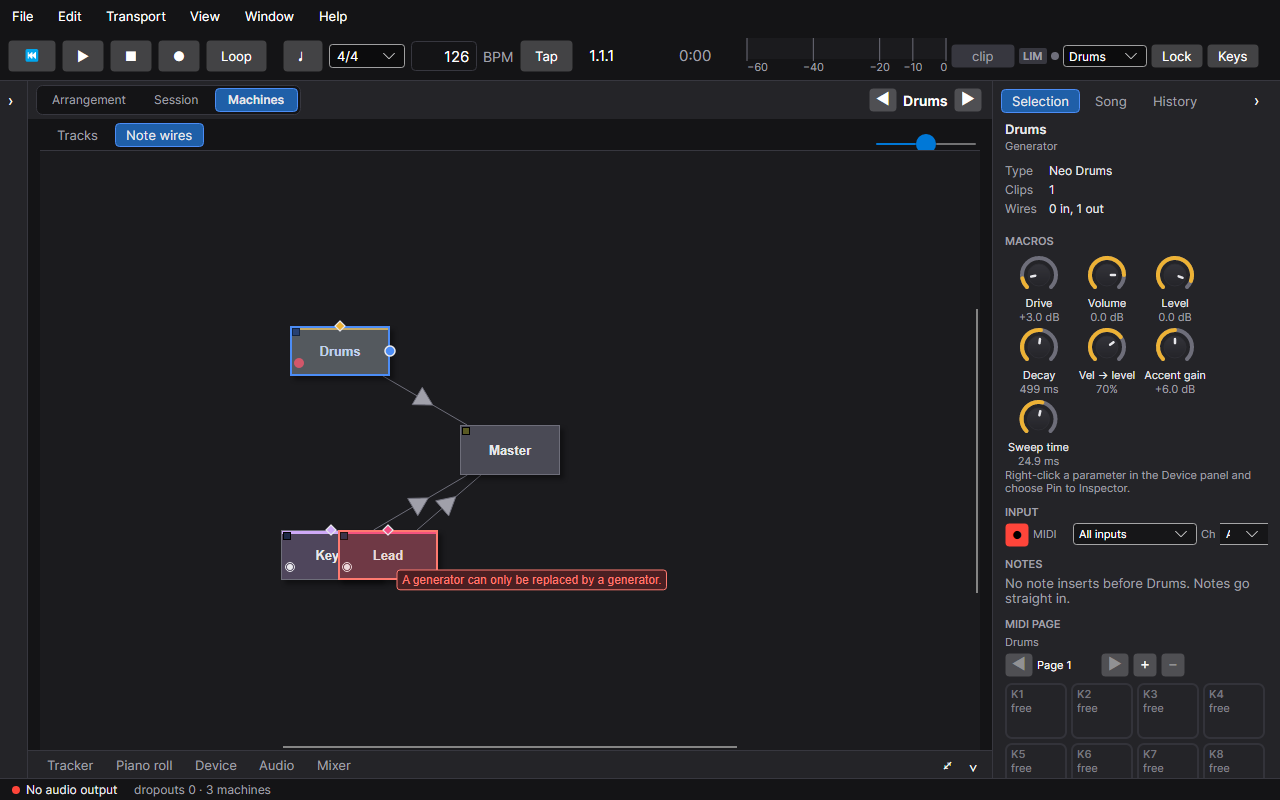 File Edit Transport View Window Help
Loop 4/4 126 BPM Tap 1.1.1 0:00 −60 −40 −20 −10 0 clip LIM Drums Lock Keys
Arrangement Session Machines Drums
Tracks Note wires
Drums
Master
Key Lead
A generator can only be replaced by a generator.
Tracker Piano roll Device Audio Mixer
No audio output dropouts 0 · 3 machines
Selection Song History
Drums
Generator
Type Neo Drums
Clips 1
Wires 0 in, 1 out
MACROS
Drive Volume Level
+3.0 dB 0.0 dB 0.0 dB
Decay Vel → level Accent gain
499 ms 70% +6.0 dB
Sweep time
24.9 ms
Right-click a parameter in the Device panel and
choose Pin to Inspector.
INPUT
MIDI All inputs Ch
NOTES
No note inserts before Drums. Notes go
straight in.
MIDI PAGE
Drums
Page 1 + −
K1 K2 K3 K4
free free free free
K5 K6 K7 K8
free free free free